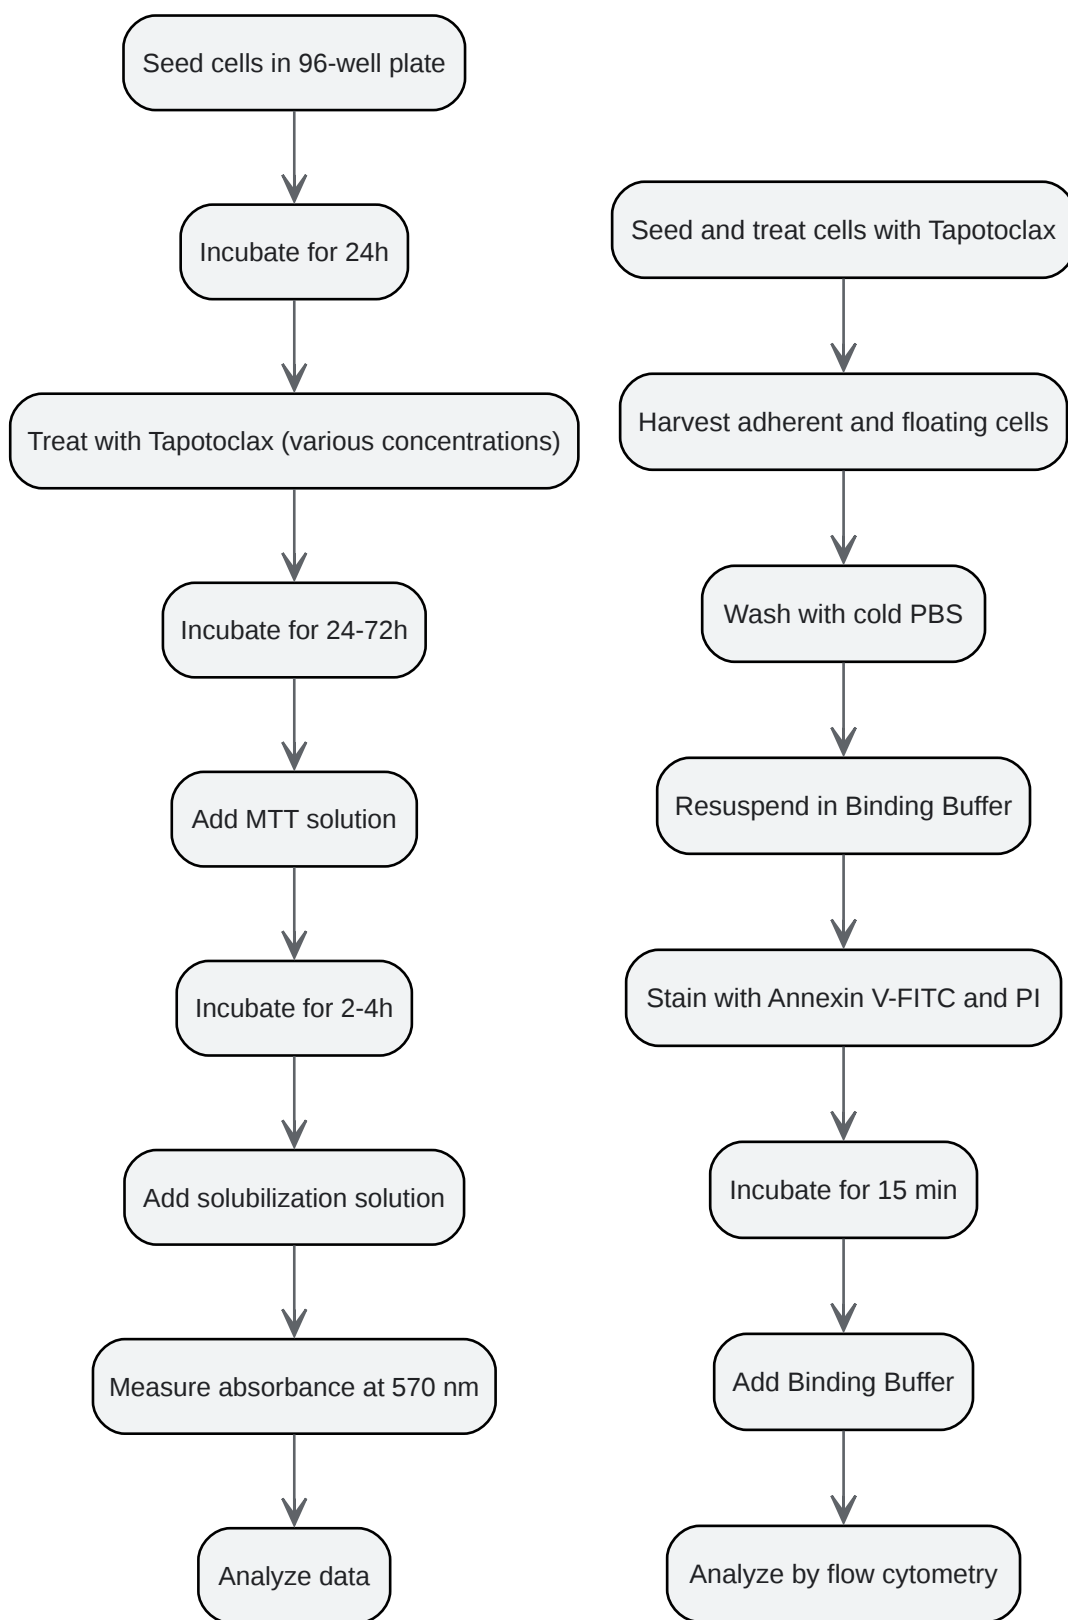 Seed cells in 96-well plate
Incubate for 24h
Treat with Tapotoclax (various concentrations)
Incubate for 24-72h
Add MTT solution
Incubate for 2-4h
Add solubilization solution
Measure absorbance at 570 nm
Analyze data
Seed and treat cells with Tapotoclax
Harvest adherent and floating cells
Wash with cold PBS
Resuspend in Binding Buffer
Stain with Annexin V-FITC and PI
Incubate for 15 min
Add Binding Buffer
Analyze by flow cytometry